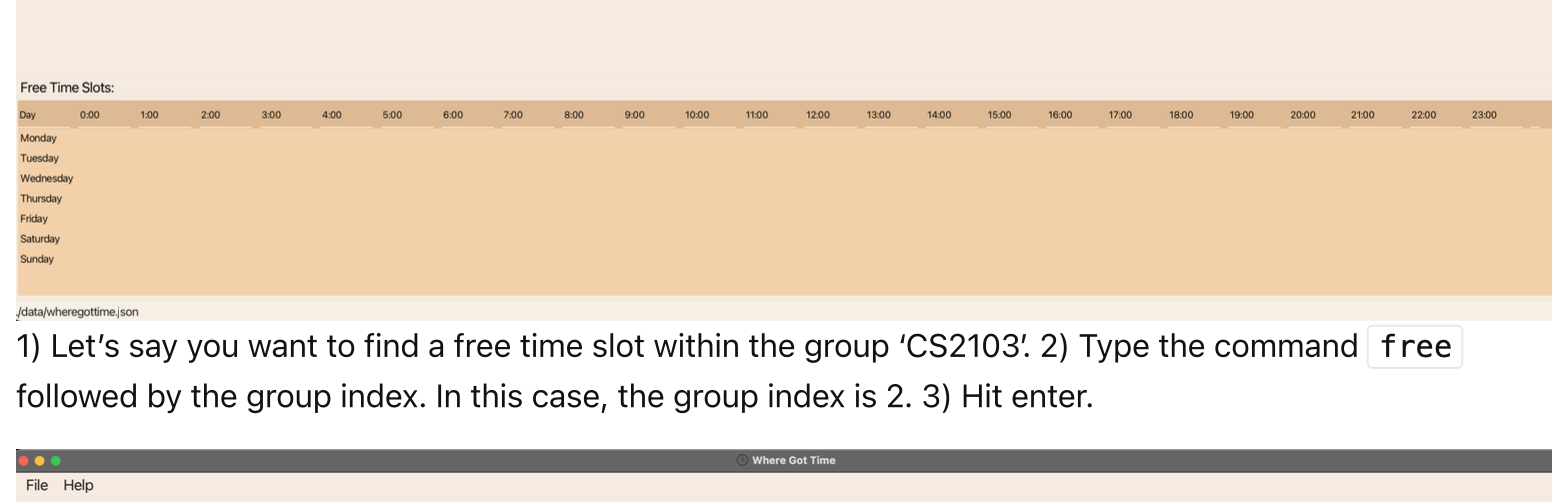 Free Time Slots:
Day 0:00 1:00 2:00 3:00 4:00 5:00 6:00 7:00 8:00 9:00 10:00 11:00 12:00 13:00 14:00 15:00 16:00 17:00 18:00 19:00 20:00 21:00 22:00 23:00
Monday
Tuesday
Wednesday
Thursday
Friday
Saturday
Sunday
./data/wheregottime.json
1) Let’s say you want to find a free time slot within the group ‘CS2103’. 2) Type the command free
followed by the group index. In this case, the group index is 2. 3) Hit enter.
Where Got Time
File Help